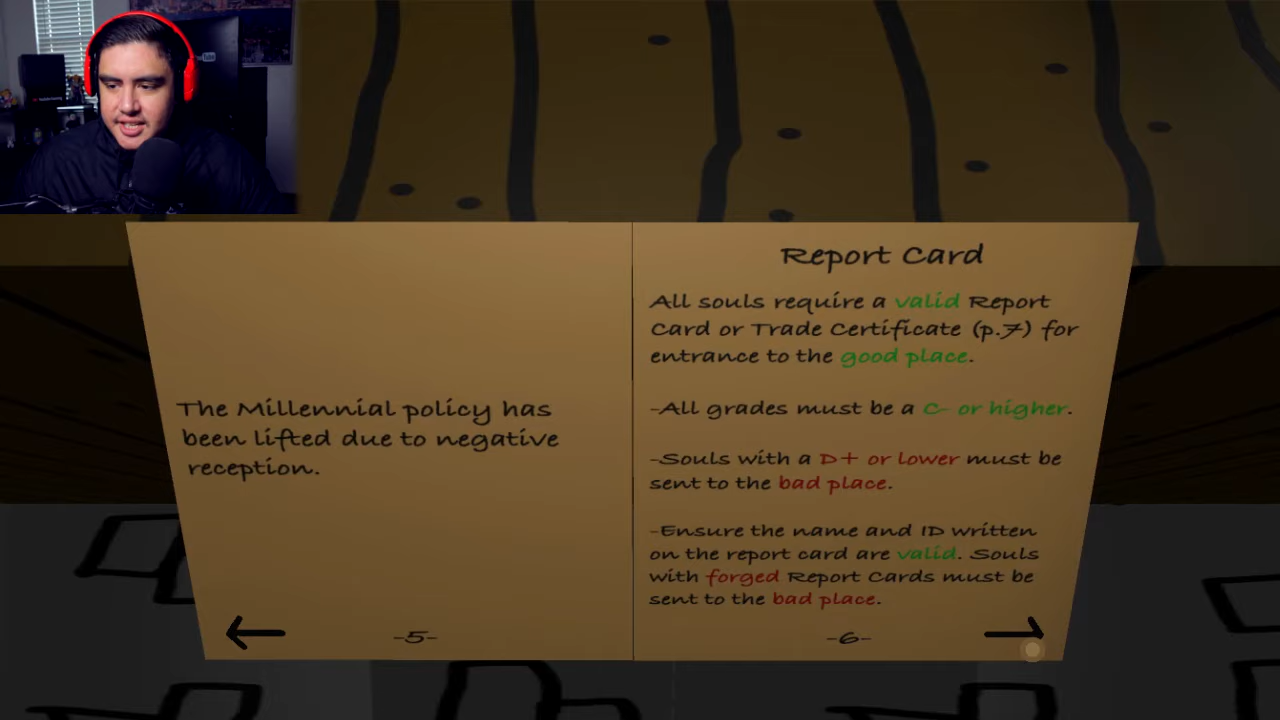 The Millennial policy has
been lifted due to negative
reception.
-5-
Report Card
All souls require a valid Report
Card or Trade Certificate (p.7) for
entrance to the good place.
-All grades must be a C- or higher.
-Souls with a D+ or lower must be
sent to the bad place.
-Ensure the name and ID written
on the report card are valid. Souls
with forged Report Cards must be
sent to the bad place.
-6-